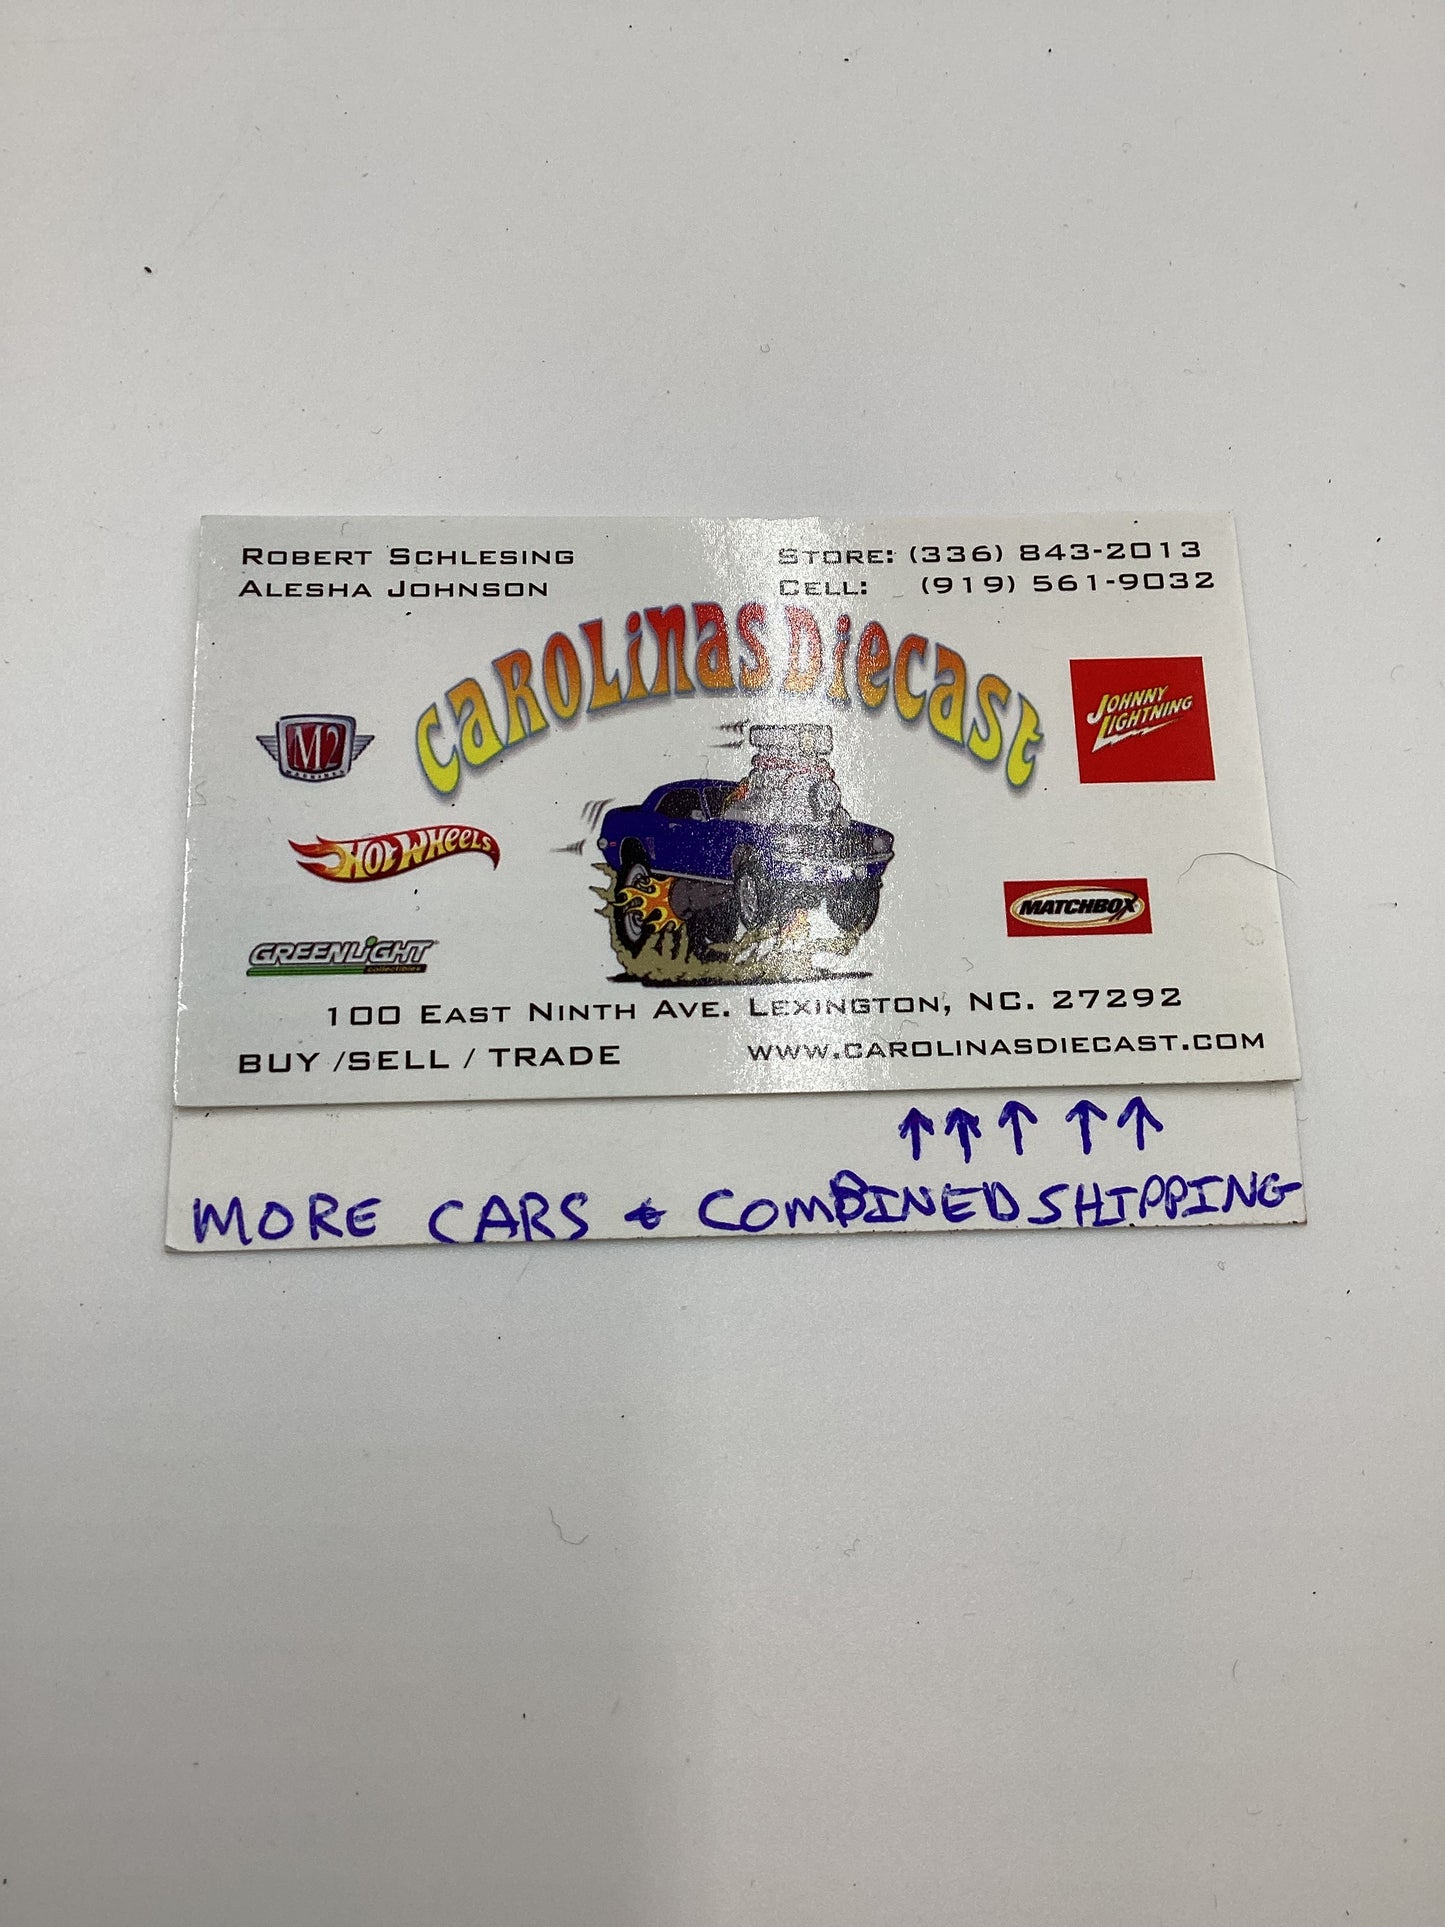 ROBERT SCHLESING
ALESHA JOHNSON
STORE: (336) 843-2013
CELL: (919) 561-9032
CAROLINAS DIECAST
M2
MACHINES
JOHNNY
LIGHTNING
HOT WHEELS
MATCHBOX
GREENLIGHT
collectibles
100 EAST NINTH AVE. LEXINGTON, NC. 27292
BUY /SELL / TRADE
WWW.CAROLINASDIECAST.COM
↑ ↑ ↑ ↑ ↑
MORE CARS & COMBINED SHIPPING